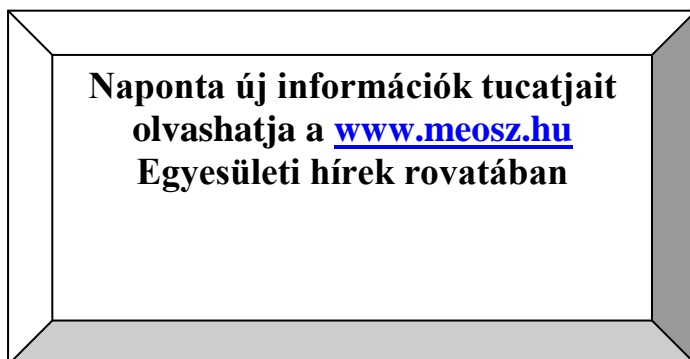 Naponta új információk tucatjait
olvashatja a www.meosz.hu
Egyesületi hírek rovatában